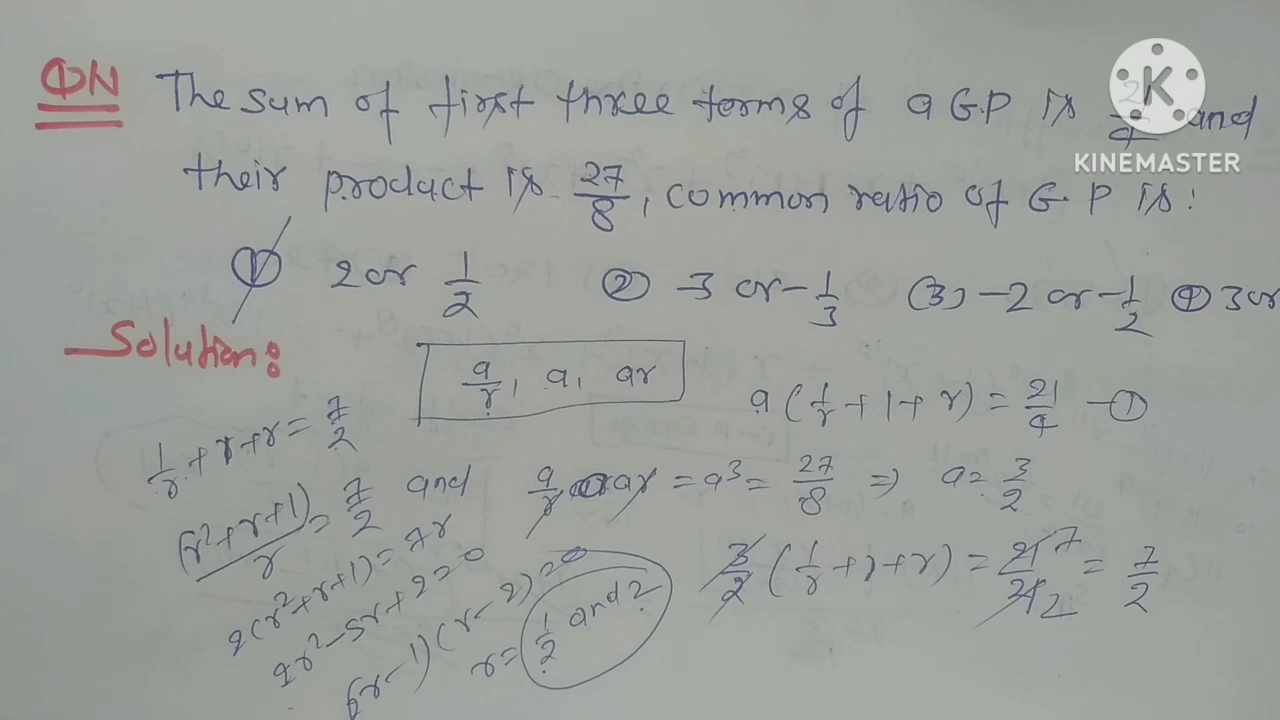 QN The sum of first three terms of a G.P is and
KINEMASTER
their product is 27/8, common ratio of G.P is:
① 2 or 1/2 ② -3 or -1/3 (3) -2 or -1/2 ④ 3 or
Solution:
a/r, a, ar
a(1/r + 1 + r) = 21/4 -①
1/r + r + r = 7/2
(r²+r+1)/r = 7/2 and a/r a ar = a³ = 27/8 ⇒ a = 3/2
2(r²+r+1) = 7r
3/2 (1/r + 1 + r) = 21 7/4 2 = 7/2
2r² - 5r + 2 = 0
(2r-1)(r-2) = 0
r = 1/2 and 2